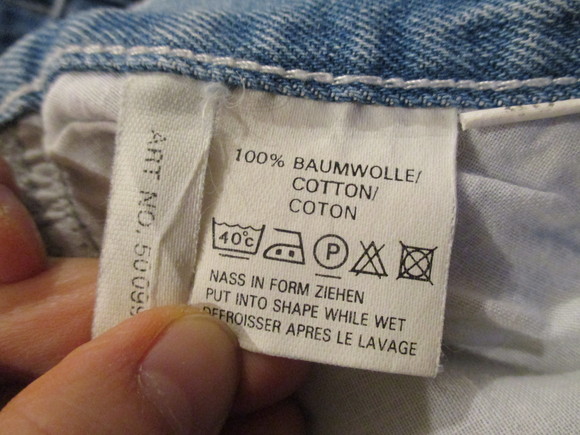 100% BAUMWOLLE/
COTTON/
COTON
40°C
P
NASS IN FORM ZIEHEN
PUT INTO SHAPE WHILE WET
DEFROISSER APRES LE LAVAGE
ART NO.